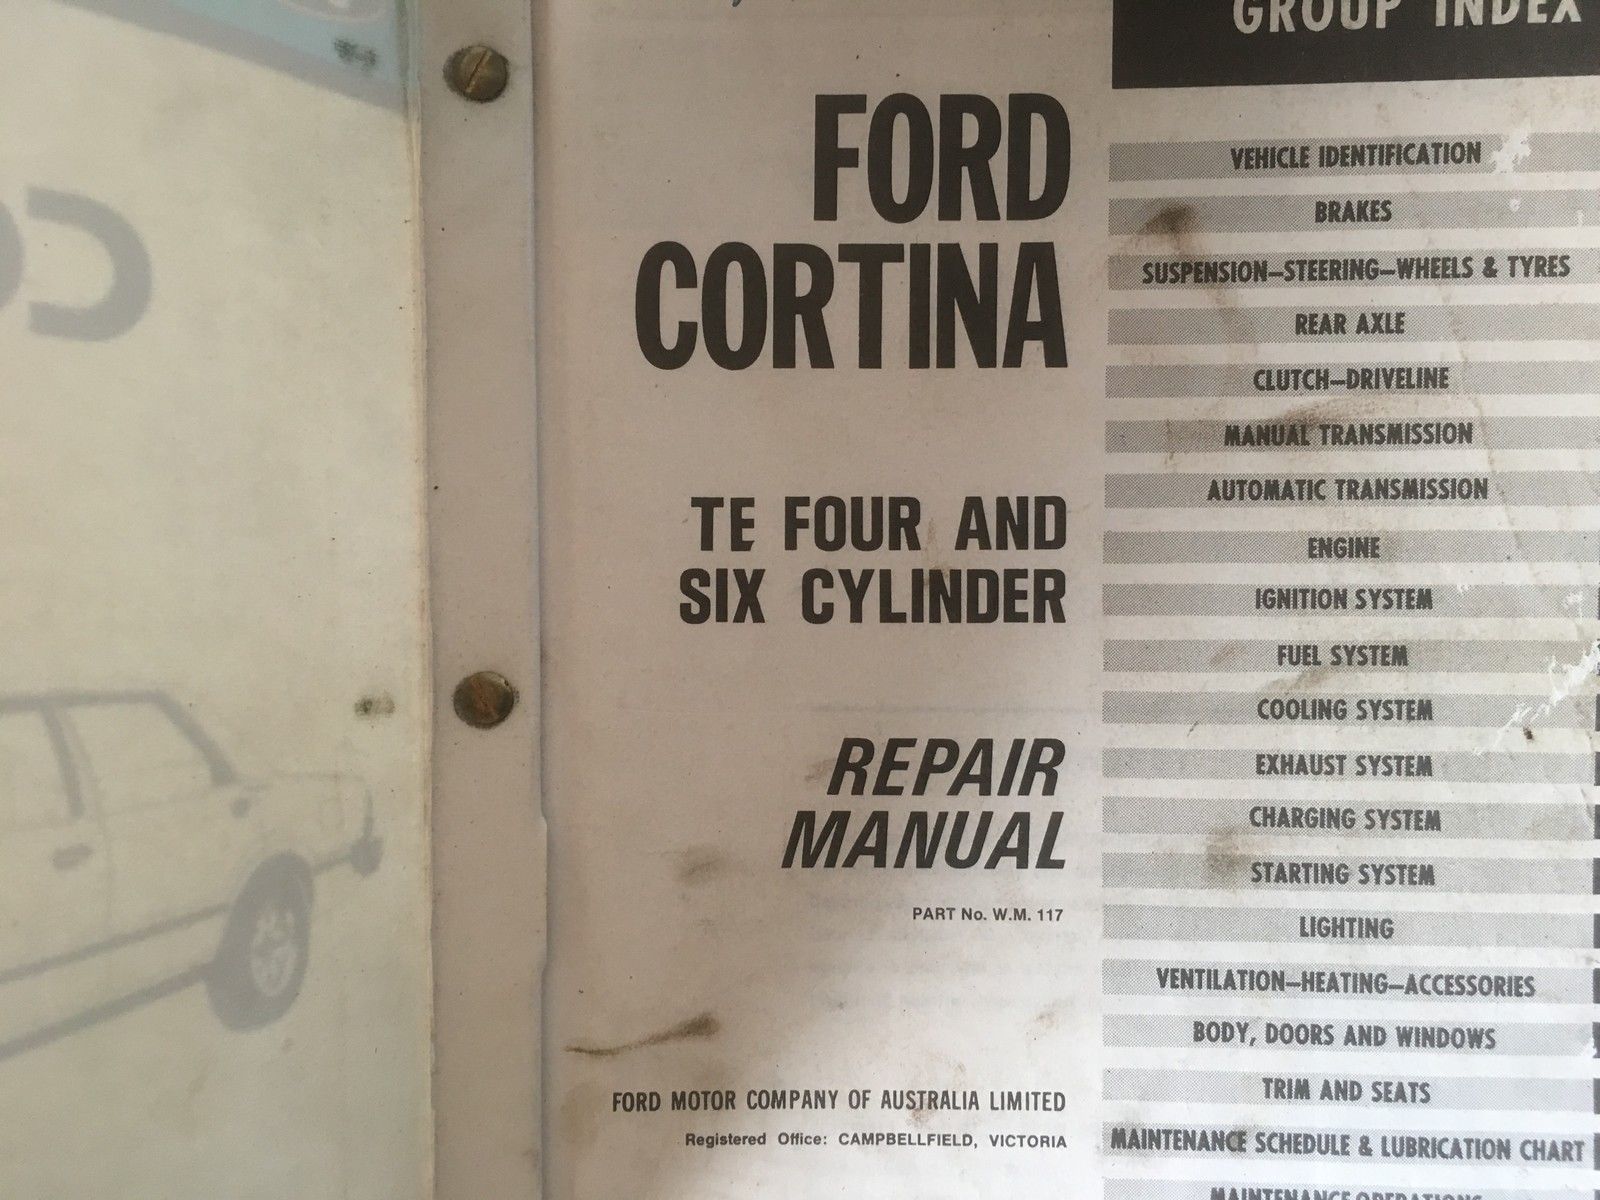 FORD
CORTINA
TE FOUR AND
SIX CYLINDER
REPAIR
MANUAL
PART No. W.M. 117
FORD MOTOR COMPANY OF AUSTRALIA LIMITED
Registered Office: CAMPBELLFIELD, VICTORIA
GROUP INDEX
VEHICLE IDENTIFICATION
BRAKES
SUSPENSION—STEERING—WHEELS & TYRES
REAR AXLE
CLUTCH—DRIVELINE
MANUAL TRANSMISSION
AUTOMATIC TRANSMISSION
ENGINE
IGNITION SYSTEM
FUEL SYSTEM
COOLING SYSTEM
EXHAUST SYSTEM
CHARGING SYSTEM
STARTING SYSTEM
LIGHTING
VENTILATION—HEATING—ACCESSORIES
BODY, DOORS AND WINDOWS
TRIM AND SEATS
MAINTENANCE SCHEDULE & LUBRICATION CHART
MAINTENANCE OPERATIONS